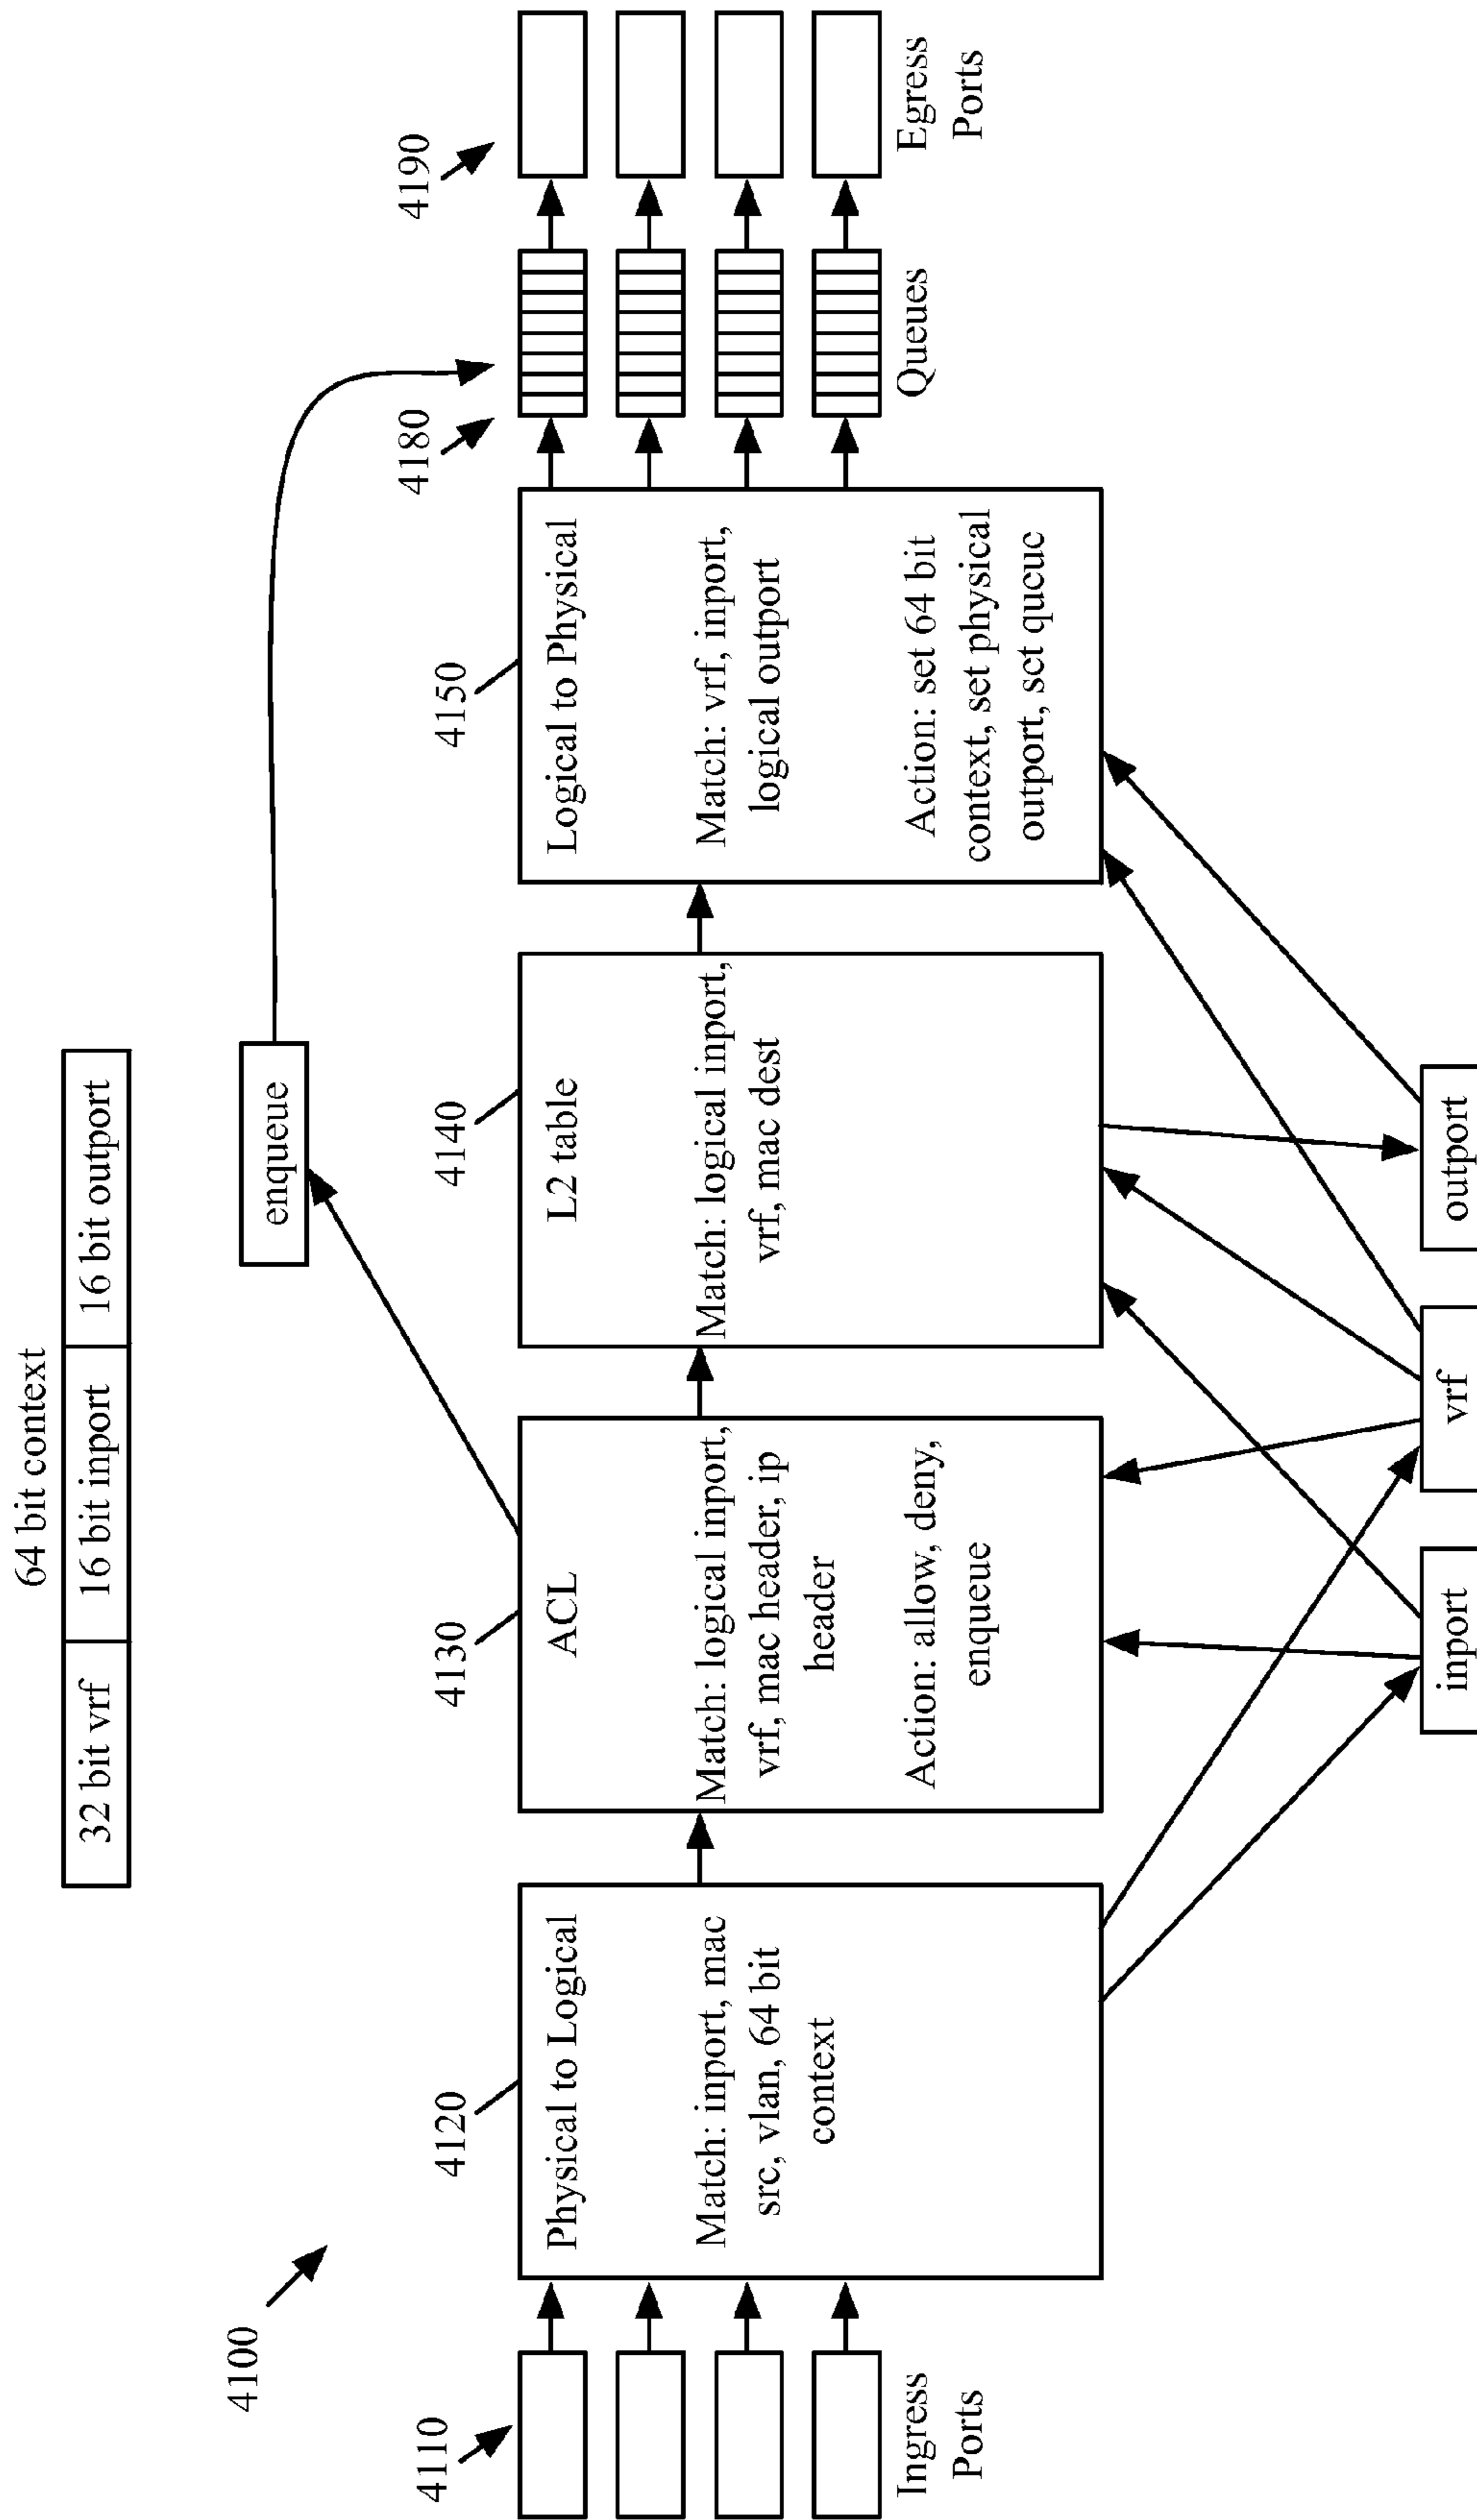 64 bit context
32 bit vrf
16 bit inport
16 bit outport
4100
enqueue
4110
4120
4130
4140
4150
4180
4190
Physical to Logical
Match: inport, mac
src, vlan, 64 bit
context
ACL
Match: logical inport,
vrf, mac header, ip
header
Action: allow, deny,
enqueue
L2 table
Match: logical inport,
vrf, mac dest
Logical to Physical
Match: vrf, inport,
logical outport
Action: set 64 bit
context, set physical
outport, set queue
Ingress
Ports
Queues
Egress
Ports
inport
vrf
outport